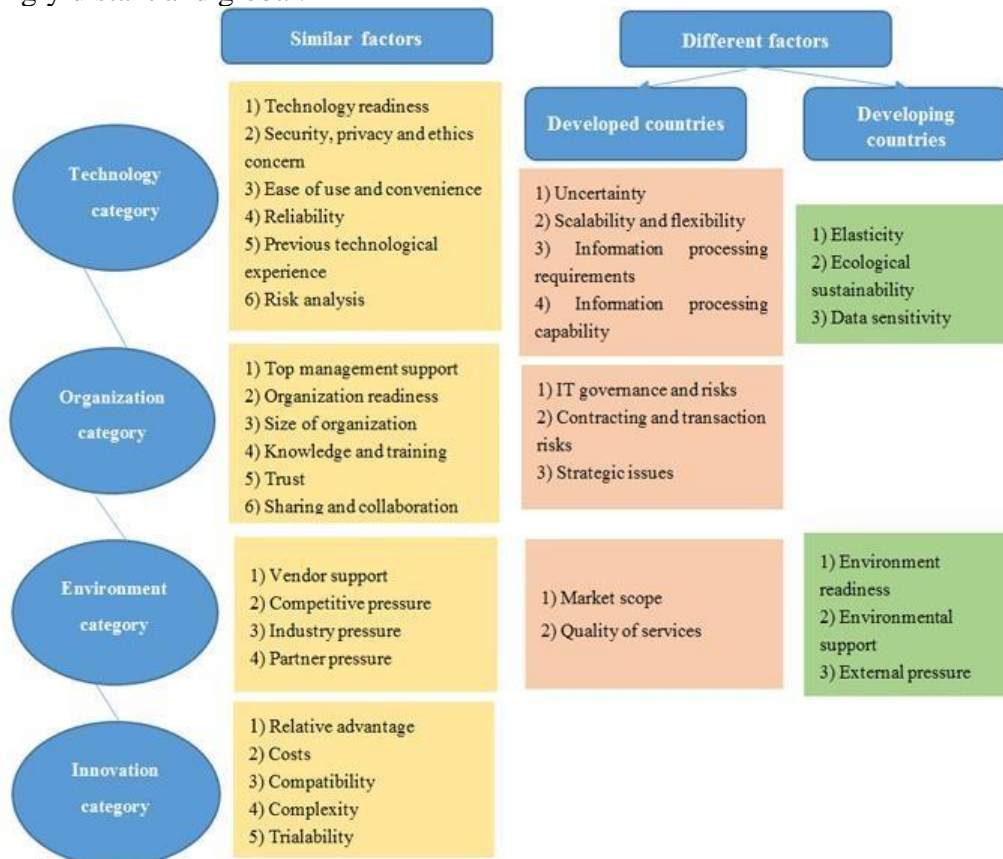 gly distant and global.
Similar factors
Different factors
Developed countries
Developing
countries
Technology
category
1) Technology readiness
2) Security, privacy and ethics
concern
3) Ease of use and convenience
4) Reliability
5) Previous technological
experience
6) Risk analysis
1) Uncertainty
2) Scalability and flexibility
3) Information processing
requirements
4) Information processing
capability
1) Elasticity
2) Ecological
sustainability
3) Data sensitivity
Organization
category
1) Top management support
2) Organization readiness
3) Size of organization
4) Knowledge and training
5) Trust
6) Sharing and collaboration
1) IT governance and risks
2) Contracting and transaction
risks
3) Strategic issues
Environment
category
1) Vendor support
2) Competitive pressure
3) Industry pressure
4) Partner pressure
1) Market scope
2) Quality of services
1) Environment
readiness
2) Environmental
support
3) External pressure
Innovation
category
1) Relative advantage
2) Costs
3) Compatibility
4) Complexity
5) Trialability